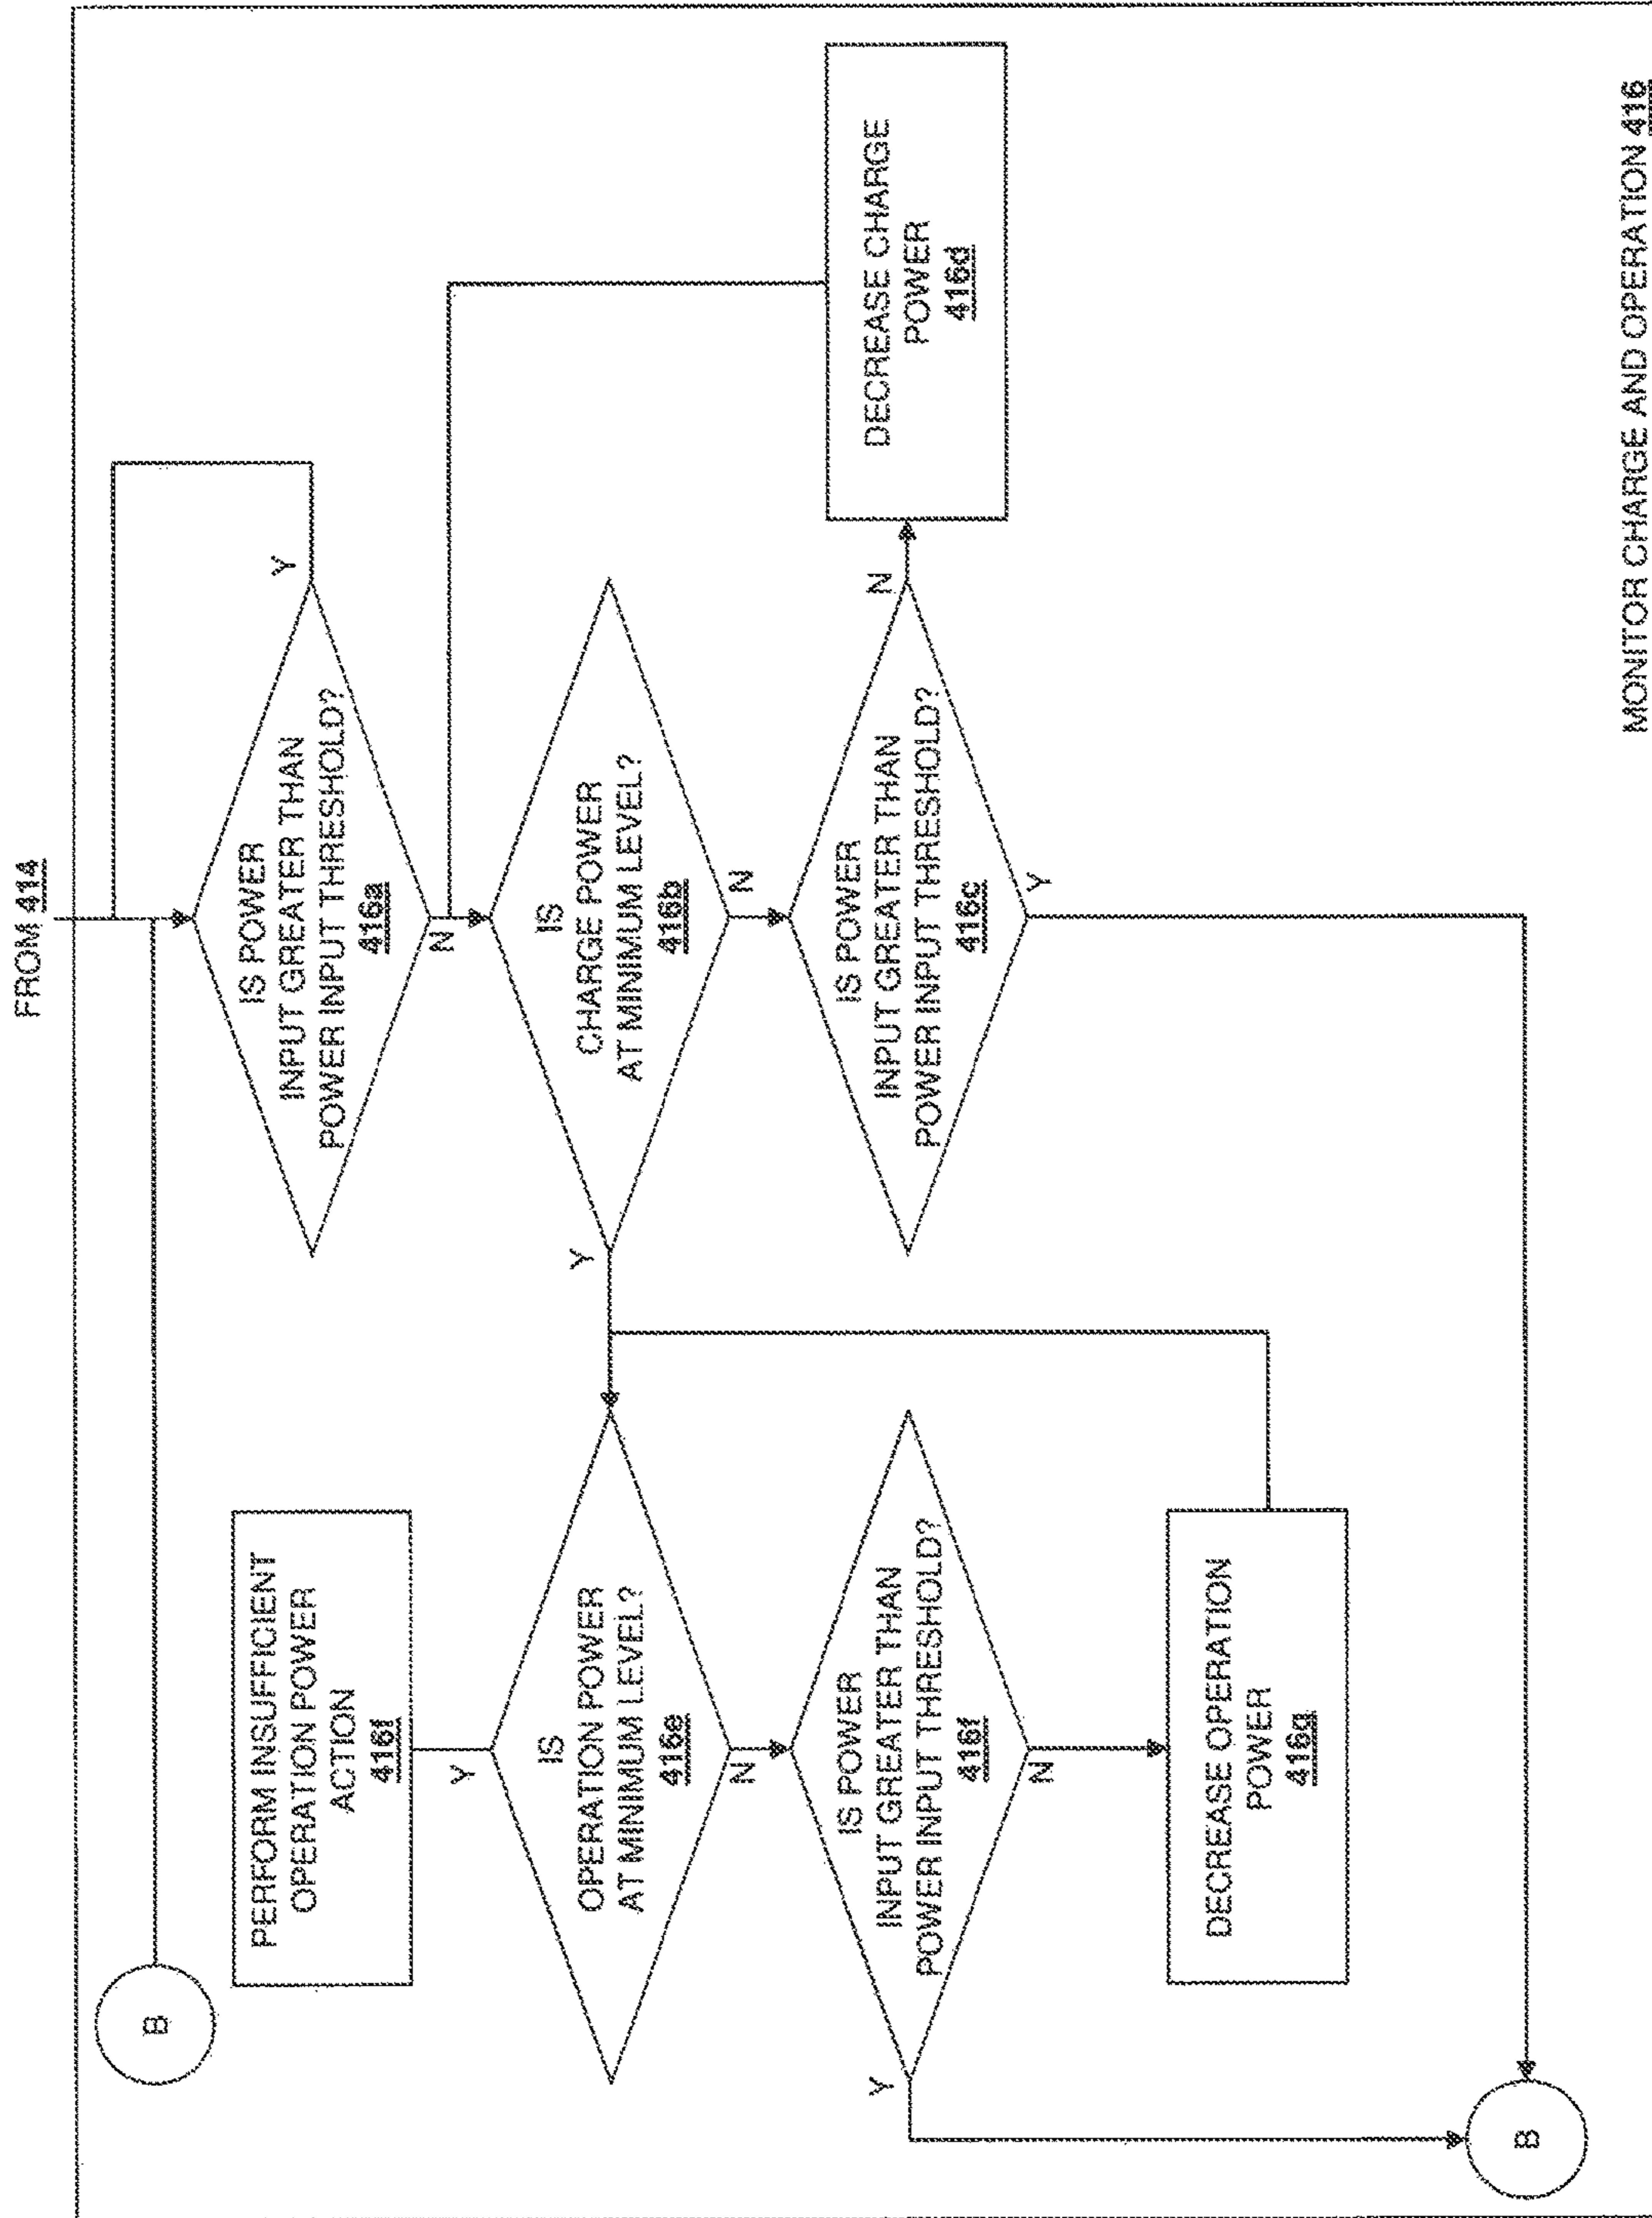 FROM 414
B
IS POWER
INPUT GREATER THAN
POWER INPUT THRESHOLD?
416a
Y
N
PERFORM INSUFFICIENT
OPERATION POWER
ACTION
416f
Y
IS
OPERATION POWER
AT MINIMUM LEVEL?
416e
N
Y
IS
CHARGE POWER
AT MINIMUM LEVEL?
416b
N
Y
IS POWER
INPUT GREATER THAN
POWER INPUT THRESHOLD?
416f
N
IS POWER
INPUT GREATER THAN
POWER INPUT THRESHOLD?
416c
N
Y
DECREASE CHARGE
POWER
416d
DECREASE OPERATION
POWER
416g
B
MONITOR CHARGE AND OPERATION 416